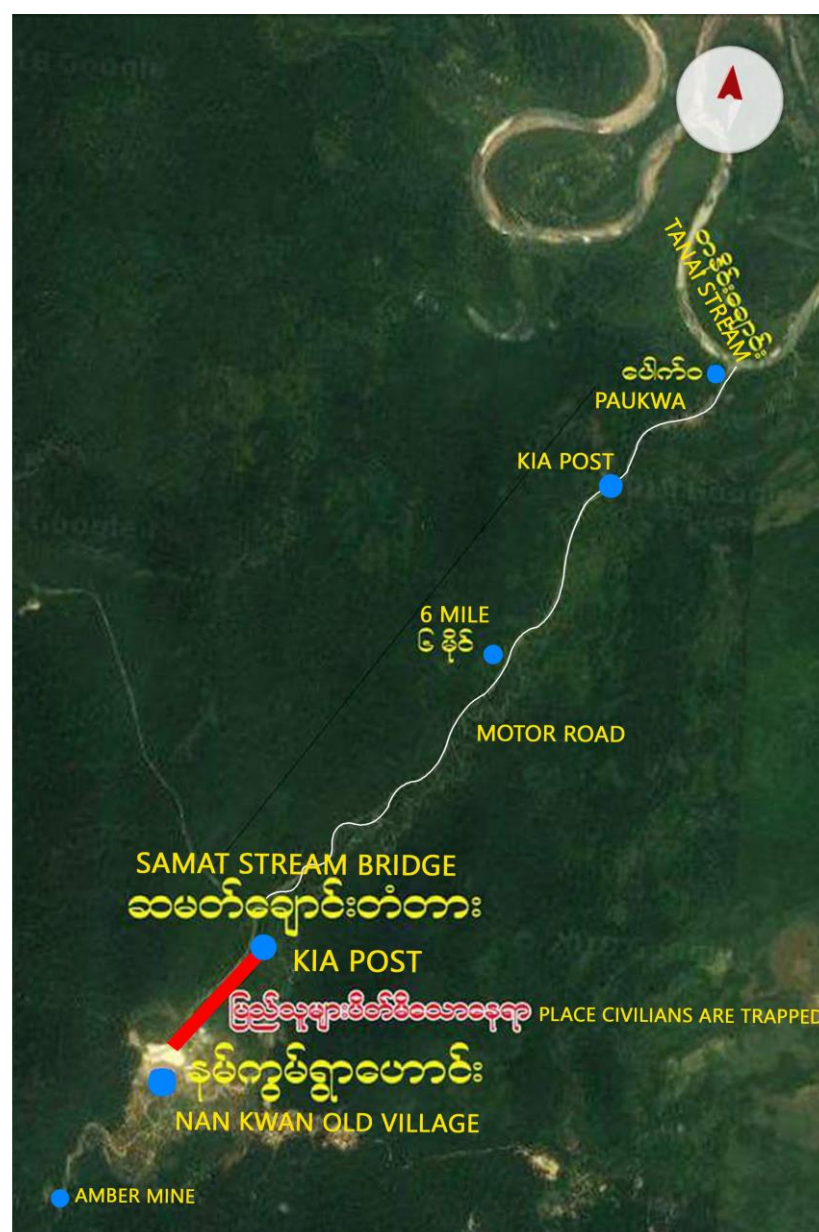 တနိုင်းချောင်း
TANAI STREAM
ပေါက်ဝ
PAUKWA
KIA POST
6 MILE
၆ မိုင်
MOTOR ROAD
SAMAT STREAM BRIDGE
ဆမတ်ချောင်းတံတား
KIA POST
ပြည်သူများပိတ်မိသောနေရာ PLACE CIVILIANS ARE TRAPPED
နမ်ကွမ်ရွာဟောင်း
NAN KWAN OLD VILLAGE
AMBER MINE